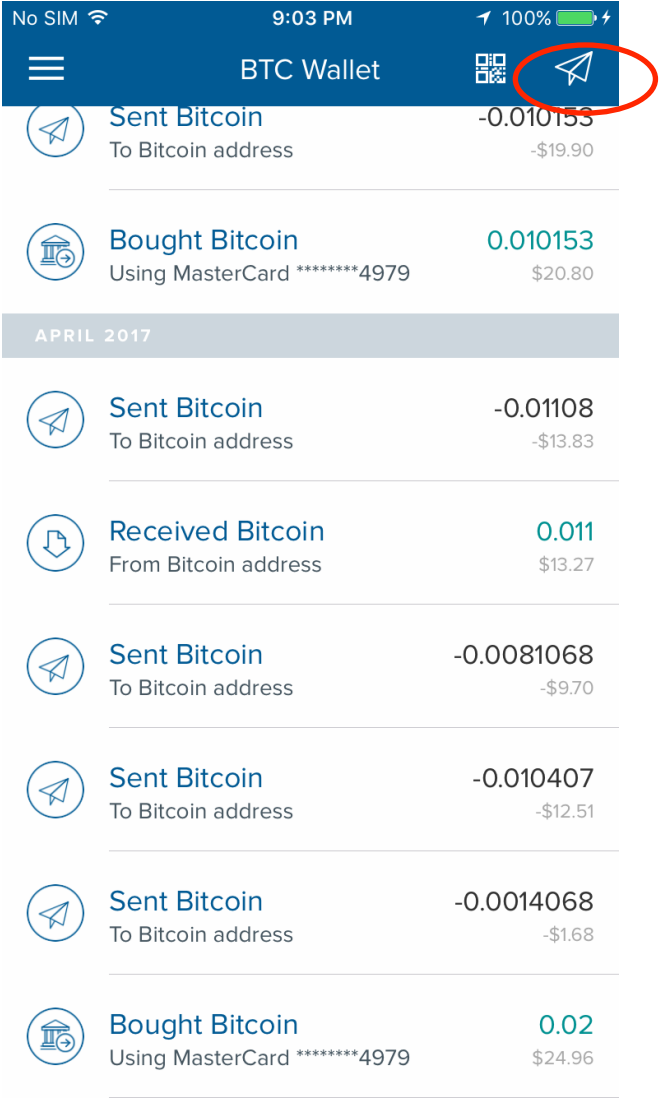 No SIM 9:03 PM 100%
BTC Wallet
Sent Bitcoin -0.010153
To Bitcoin address -$19.90
Bought Bitcoin 0.010153
Using MasterCard ********4979 $20.80
APRIL 2017
Sent Bitcoin -0.01108
To Bitcoin address -$13.83
Received Bitcoin 0.011
From Bitcoin address $13.27
Sent Bitcoin -0.0081068
To Bitcoin address -$9.70
Sent Bitcoin -0.010407
To Bitcoin address -$12.51
Sent Bitcoin -0.0014068
To Bitcoin address -$1.68
Bought Bitcoin 0.02
Using MasterCard ********4979 $24.96